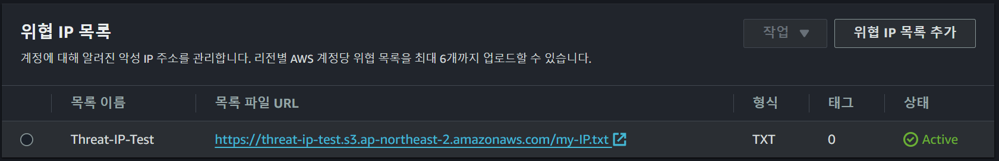 위협 IP 목록
작업
위협 IP 목록 추가
계정에 대해 알려진 악성 IP 주소를 관리합니다. 리전별 AWS 계정당 위협 목록을 최대 6개까지 업로드할 수 있습니다.
목록 이름 목록 파일 URL 형식 태그 상태
Threat-IP-Test https://threat-ip-test.s3.ap-northeast-2.amazonaws.com/my-IP.txt TXT 0 Active